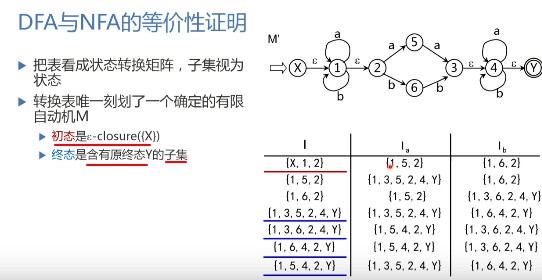 DFA与NFA的等价性证明
▶ 把表看成状态转换矩阵，子集视为
状态
▶ 转换表唯一刻划了一个确定的有限
自动机M
▶ 初态是ε-closure({X})
▶ 终态是含有原终态Y的子集
M'
a a a
5
a a
X ε 1 ε 2 3 ε 4 ε Y
b b
6
b b
I Ia Ib
{X, 1, 2} {1, 5, 2} {1, 6, 2}
{1, 5, 2} {1, 3, 5, 2, 4, Y} {1, 6, 2}
{1, 6, 2} {1, 5, 2} {1, 3, 6, 2, 4, Y}
{1, 3, 5, 2, 4, Y} {1, 3, 5, 2, 4, Y} {1, 6, 4, 2, Y}
{1, 3, 6, 2, 4, Y} {1, 5, 4, 2, Y} {1, 3, 6, 2, 4, Y}
{1, 6, 4, 2, Y} {1, 5, 4, 2, Y} {1, 3, 6, 2, 4, Y}
{1, 5, 4, 2, Y} {1, 3, 5, 2, 4, Y} {1, 6, 4, 2, Y}